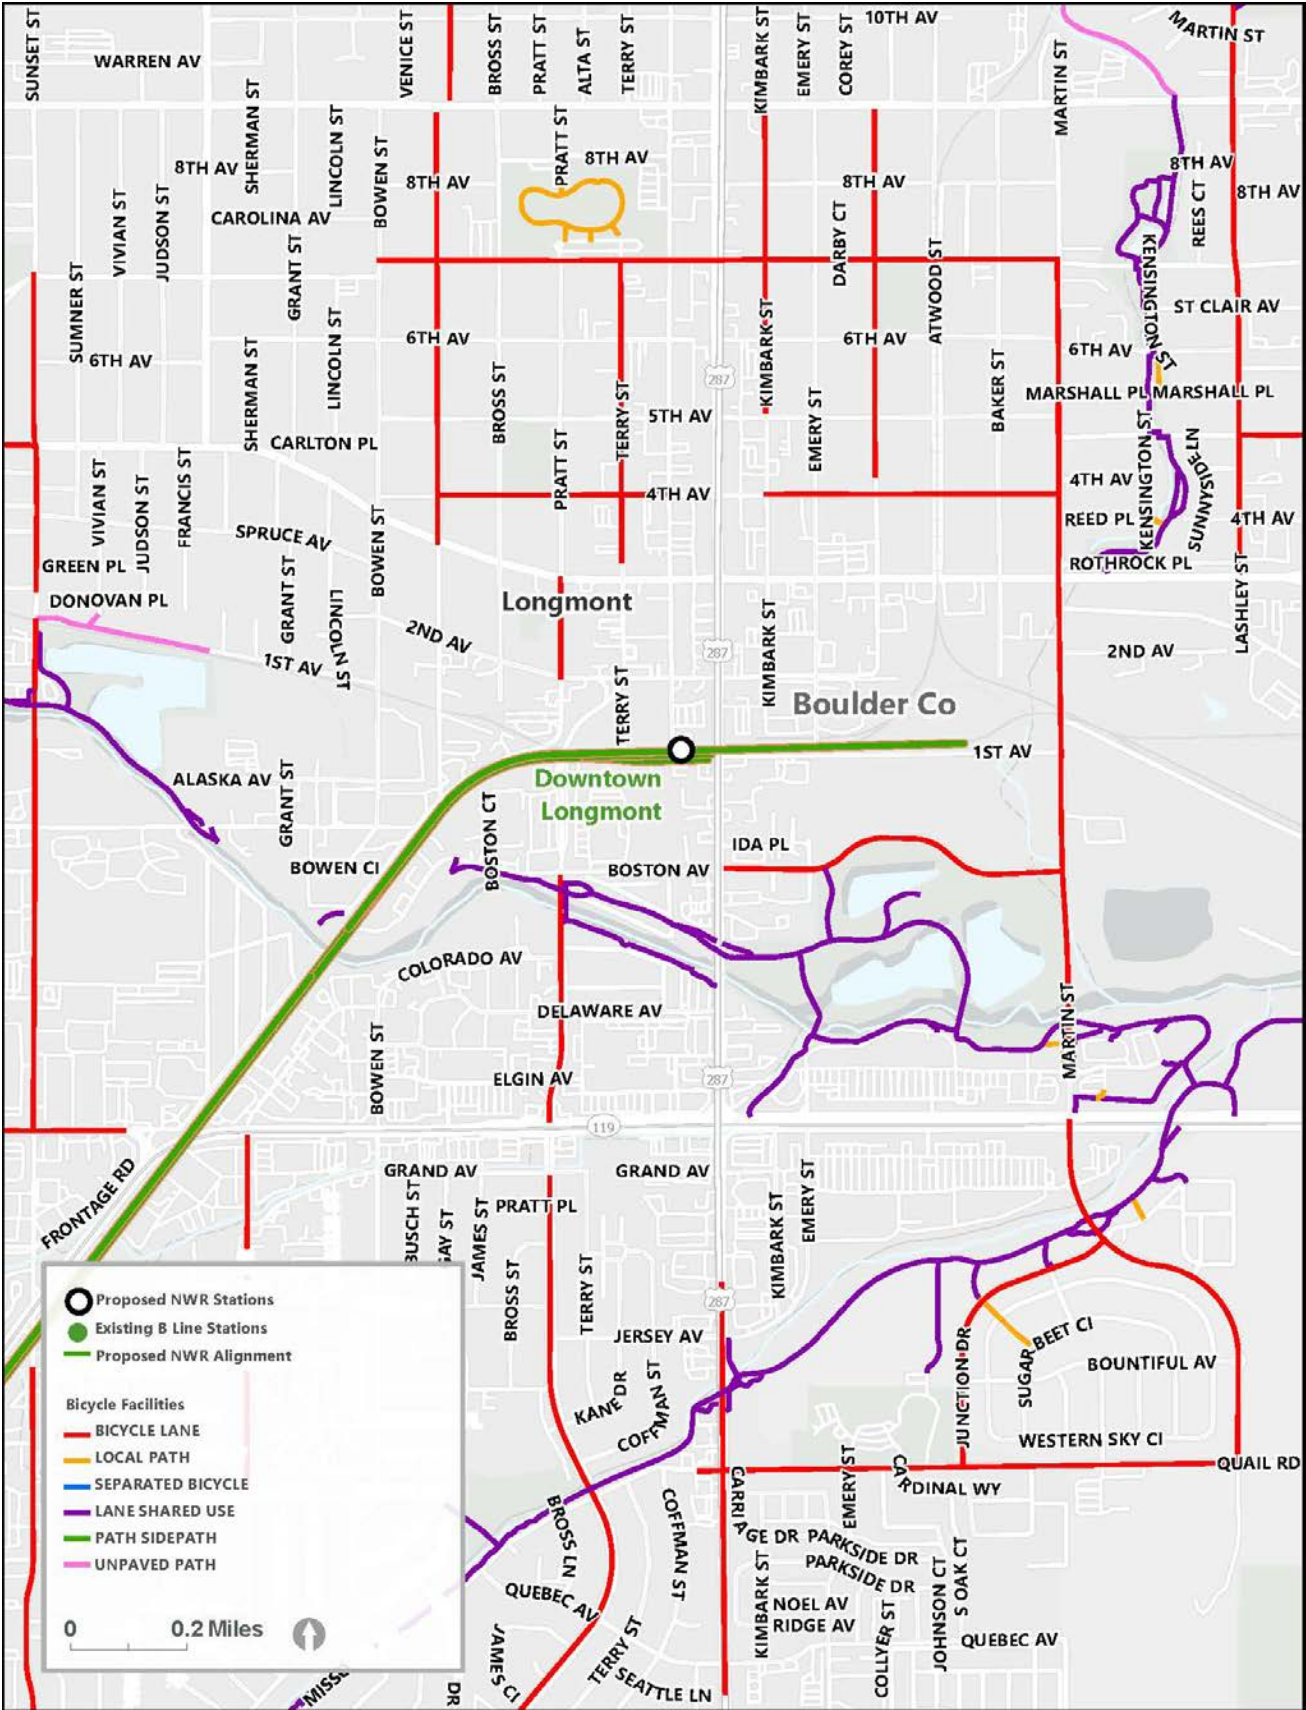 SUNSET ST
WARREN AV
VENICE ST
BROSS ST
PRATT ST
ALTA ST
TERRY ST
KIMBARK ST
EMERY ST
COREY ST
10TH AV
MARTIN ST
MARTIN ST
SHERMAN ST
8TH AV
LINCOLN ST
BOWEN ST
8TH AV
PRATT ST
8TH AV
8TH AV
8TH AV
8TH AV
VIVIAN ST
JUDSON ST
CAROLINA AV
DARBY CT
REES CT
SUMNER ST
GRANT ST
ATWOOD ST
KENSINGTON ST
ST CLAIR AV
6TH AV
SHERMAN ST
LINCOLN ST
6TH AV
BROSS ST
287
KIMBARK ST
6TH AV
BAKER ST
6TH AV
MARSHALL PL
MARSHALL PL
TERRY ST
5TH AV
EMERY ST
CARLTON PL
PRATT ST
KENSINGTON ST
SUNNYSIDE LN
VIVIAN ST
JUDSON ST
FRANCIS ST
4TH AV
4TH AV
REED PL
4TH AV
SPRUCE AV
BOWEN ST
GREEN PL
ROTHROCK PL
DONOVAN PL
GRANT ST
LINCOLN ST
Longmont
LASHLEY ST
2ND AV
287
KIMBARK ST
2ND AV
1ST AV
TERRY ST
Boulder Co
1ST AV
ALASKA AV
GRANT ST
Downtown
Longmont
BOSTON CT
IDA PL
BOWEN CI
BOSTON AV
COLORADO AV
DELAWARE AV
MARTIN ST
BOWEN ST
ELGIN AV
287
119
FRONTAGE RD
GRAND AV
GRAND AV
EMERY ST
BUSCH ST
GAY ST
JAMES ST
PRATT PL
KIMBARK ST
BROSS ST
TERRY ST
287
JERSEY AV
JUNCTION DR
SUGAR BEET CI
BOUNTIFUL AV
KANE DR
COFFMAN ST
WESTERN SKY CI
QUAIL RD
CARRIAGE DR
EMERY ST
CARDINAL WY
BROSS LN
COFFMAN ST
PARKSIDE DR
PARKSIDE DR
KIMBARK ST
JOHNSON CT
S OAK CT
QUEBEC AV
NOEL AV
RIDGE AV
COLLYER ST
QUEBEC AV
JAMES CI
TERRY ST
SEATTLE LN
DR
Proposed NWR Stations
Existing B Line Stations
Proposed NWR Alignment
Bicycle Facilities
BICYCLE LANE
LOCAL PATH
SEPARATED BICYCLE
LANE SHARED USE
PATH SIDEPATH
UNPAVED PATH
0 0.2 Miles